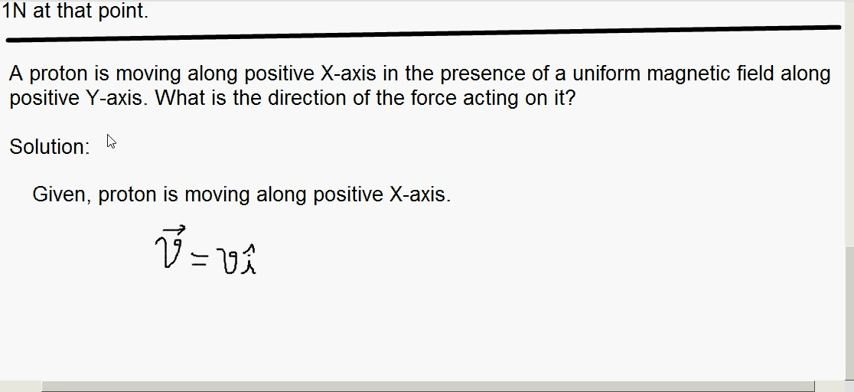 1N at that point.
A proton is moving along positive X-axis in the presence of a uniform magnetic field along
positive Y-axis. What is the direction of the force acting on it?
Solution:
Given, proton is moving along positive X-axis.
v⃗ = v î